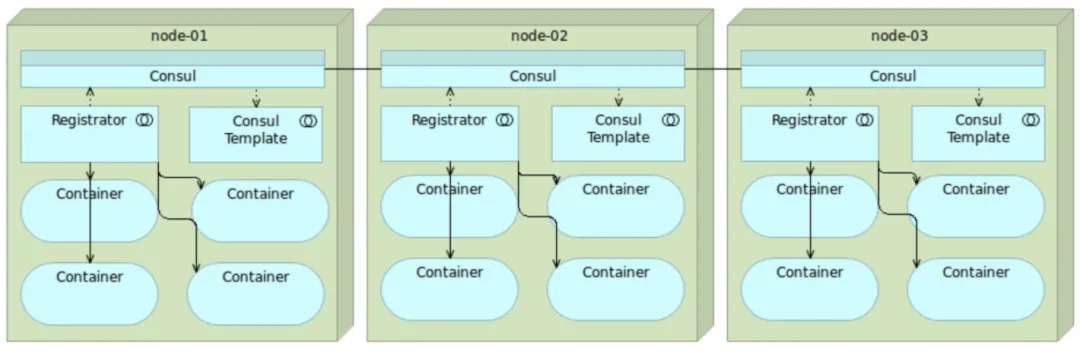 node-01
Consul
Registrator
Consul
Template
Container
Container
Container
Container
node-02
Consul
Registrator
Consul
Template
Container
Container
Container
Container
node-03
Consul
Registrator
Consul
Template
Container
Container
Container
Container